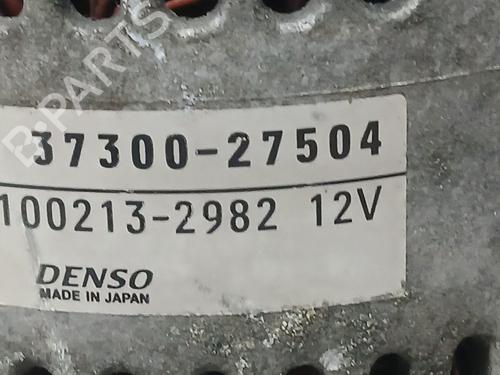 37300-27504
100213-2982 12V
DENSO
MADE IN JAPAN
B-PARTS